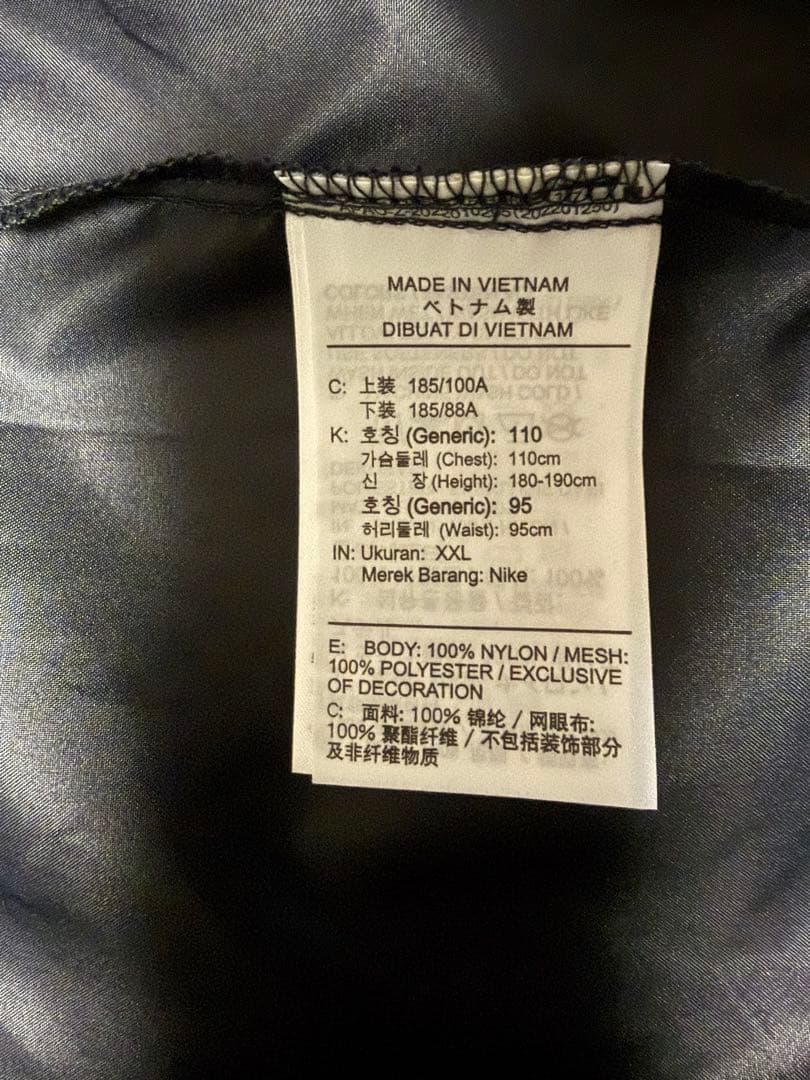 MADE IN VIETNAM
ベトナム製
DIBUAT DI VIETNAM
C: 上装 185/100A
下装 185/88A
K: 호칭 (Generic): 110
가슴둘레 (Chest): 110cm
신 장 (Height): 180-190cm
호칭 (Generic): 95
허리둘레 (Waist): 95cm
IN: Ukuran: XXL
Merek Barang: Nike
E: BODY: 100% NYLON / MESH:
100% POLYESTER / EXCLUSIVE
OF DECORATION
C: 面料: 100% 锦纶 / 网眼布:
100% 聚酯纤维 / 不包括装饰部分
及非纤维物质